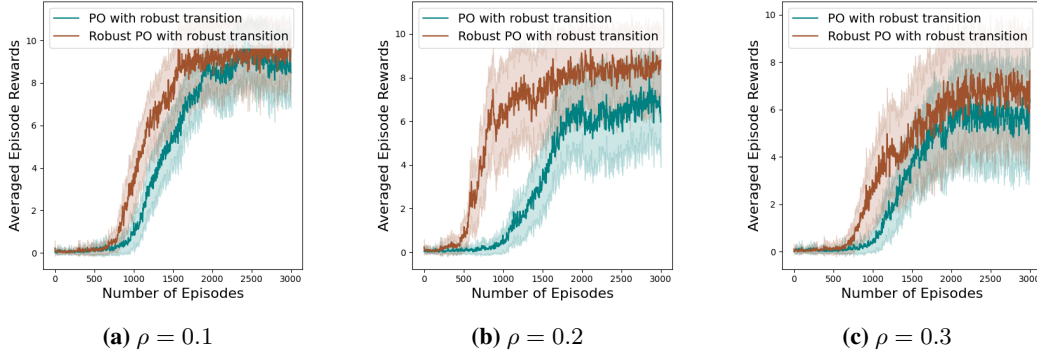 PO with robust transition
Robust PO with robust transition
Averaged Episode Rewards
10
8
6
4
2
0
0 500 1000 1500 2000 2500 3000
Number of Episodes
(a) ρ = 0.1
PO with robust transition
Robust PO with robust transition
Averaged Episode Rewards
10
8
6
4
2
0
0 500 1000 1500 2000 2500 3000
Number of Episodes
(b) ρ = 0.2
PO with robust transition
Robust PO with robust transition
Averaged Episode Rewards
10
8
6
4
2
0
0 500 1000 1500 2000 2500 3000
Number of Episodes
(c) ρ = 0.3